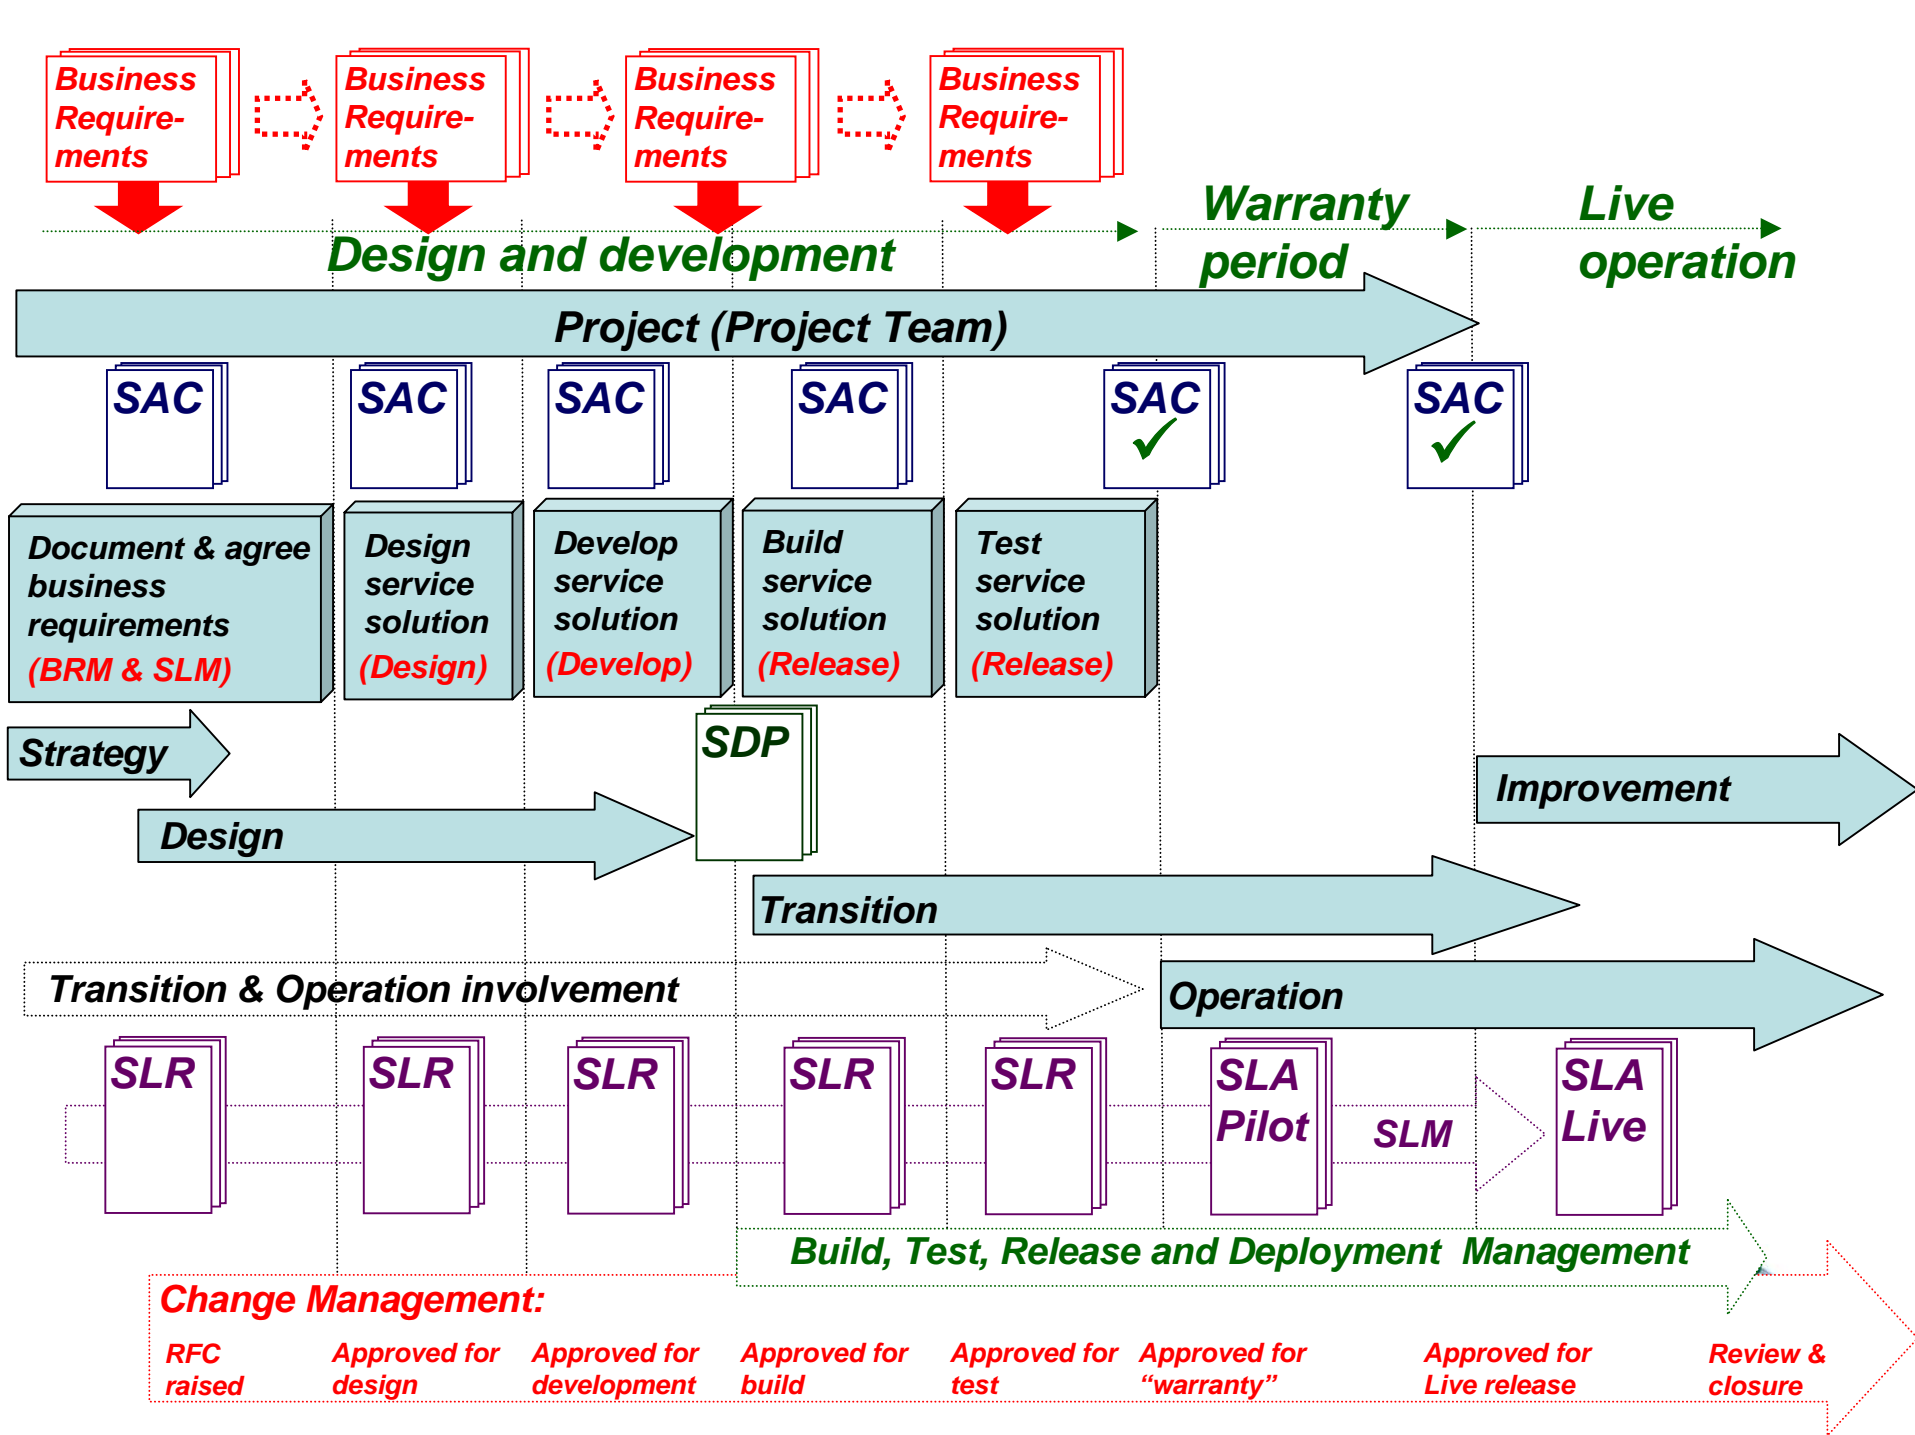 Business
Require-
ments
Business
Require-
ments
Business
Require-
ments
Business
Require-
ments
Design and development
Warranty
period
Live
operation
Project (Project Team)
SAC
SAC
SAC
SAC
SAC
SAC
Document & agree
business
requirements
(BRM & SLM)
Design
service
solution
(Design)
Develop
service
solution
(Develop)
Build
service
solution
(Release)
Test
service
solution
(Release)
Strategy
SDP
Improvement
Design
Transition
Transition & Operation involvement
Operation
SLR
SLR
SLR
SLR
SLR
SLA
Pilot
SLM
SLA
Live
Build, Test, Release and Deployment  Management
Change Management:
RFC
raised
Approved for
design
Approved for
development
Approved for
build
Approved for
test
Approved for
“warranty”
Approved for
Live release
Review &
closure